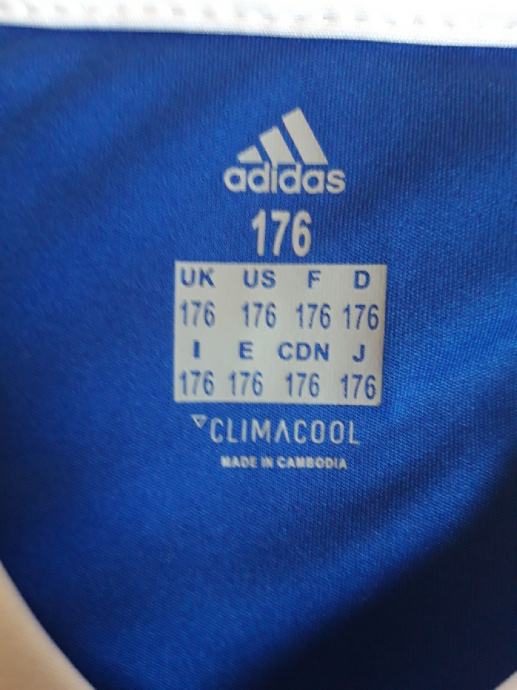 adidas
176
UK US F D
176 176 176 176
I E CDN J
176 176 176 176
CLIMACOOL
MADE IN CAMBODIA